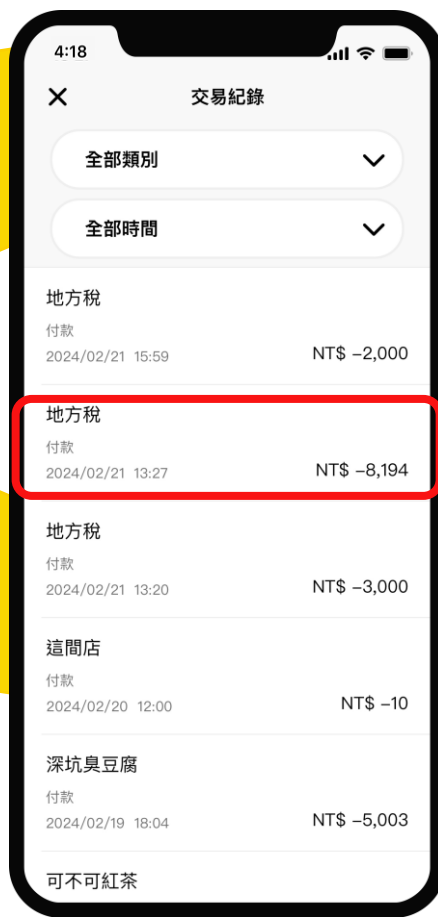 4:18
交易紀錄
全部類別
全部時間
地方稅
付款
2024/02/21 15:59
NT$ –2,000
地方稅
付款
2024/02/21 13:27
NT$ –8,194
地方稅
付款
2024/02/21 13:20
NT$ –3,000
這間店
付款
2024/02/20 12:00
NT$ –10
深坑臭豆腐
付款
2024/02/19 18:04
NT$ –5,003
可不可紅茶